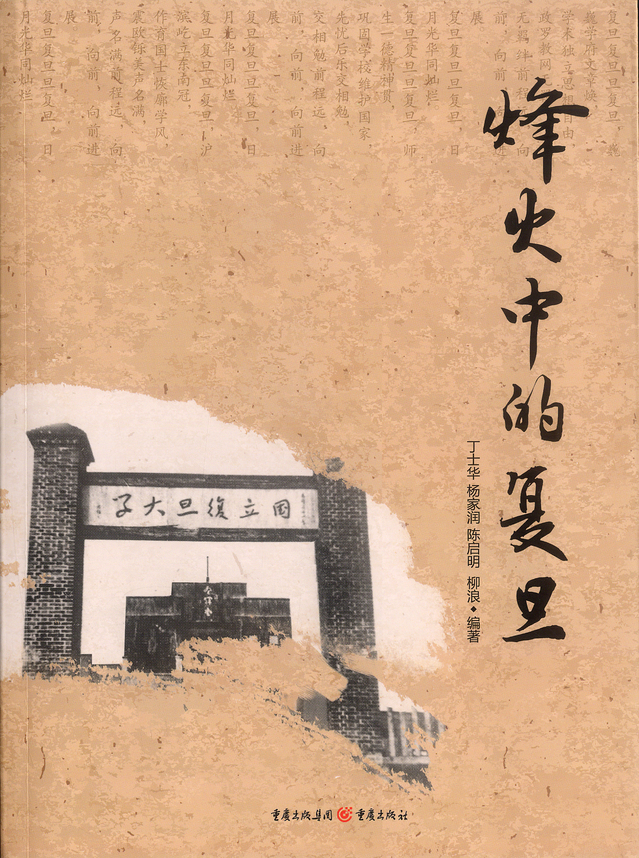 复旦复旦旦复旦,巍
巍学府文章焕,
学术独立思想自由,
政罗教网
无羁绊前程
前,向前,向前进
展
复旦复旦旦复旦,日
月光华同灿烂
复旦复旦旦复旦,师
生一德精神贯,
巩固学校维护国家
先忧后乐交相勉,
交相勉前程远,向
前,向前,向前进
展
复旦复旦旦复旦,日
月光华同灿烂
复旦复旦旦复旦,沪
滨屹立东南冠,
作育国士恢廓学风,
震欧铄美声名满
声名满前程远,向
前,向前,向前进
展
复旦复旦旦复旦,日
月光华同灿烂.
烽火中的复旦
丁士华 杨家润 陈启明 柳浪◆编著
国立復旦大学
重庆出版集团 重庆出版社